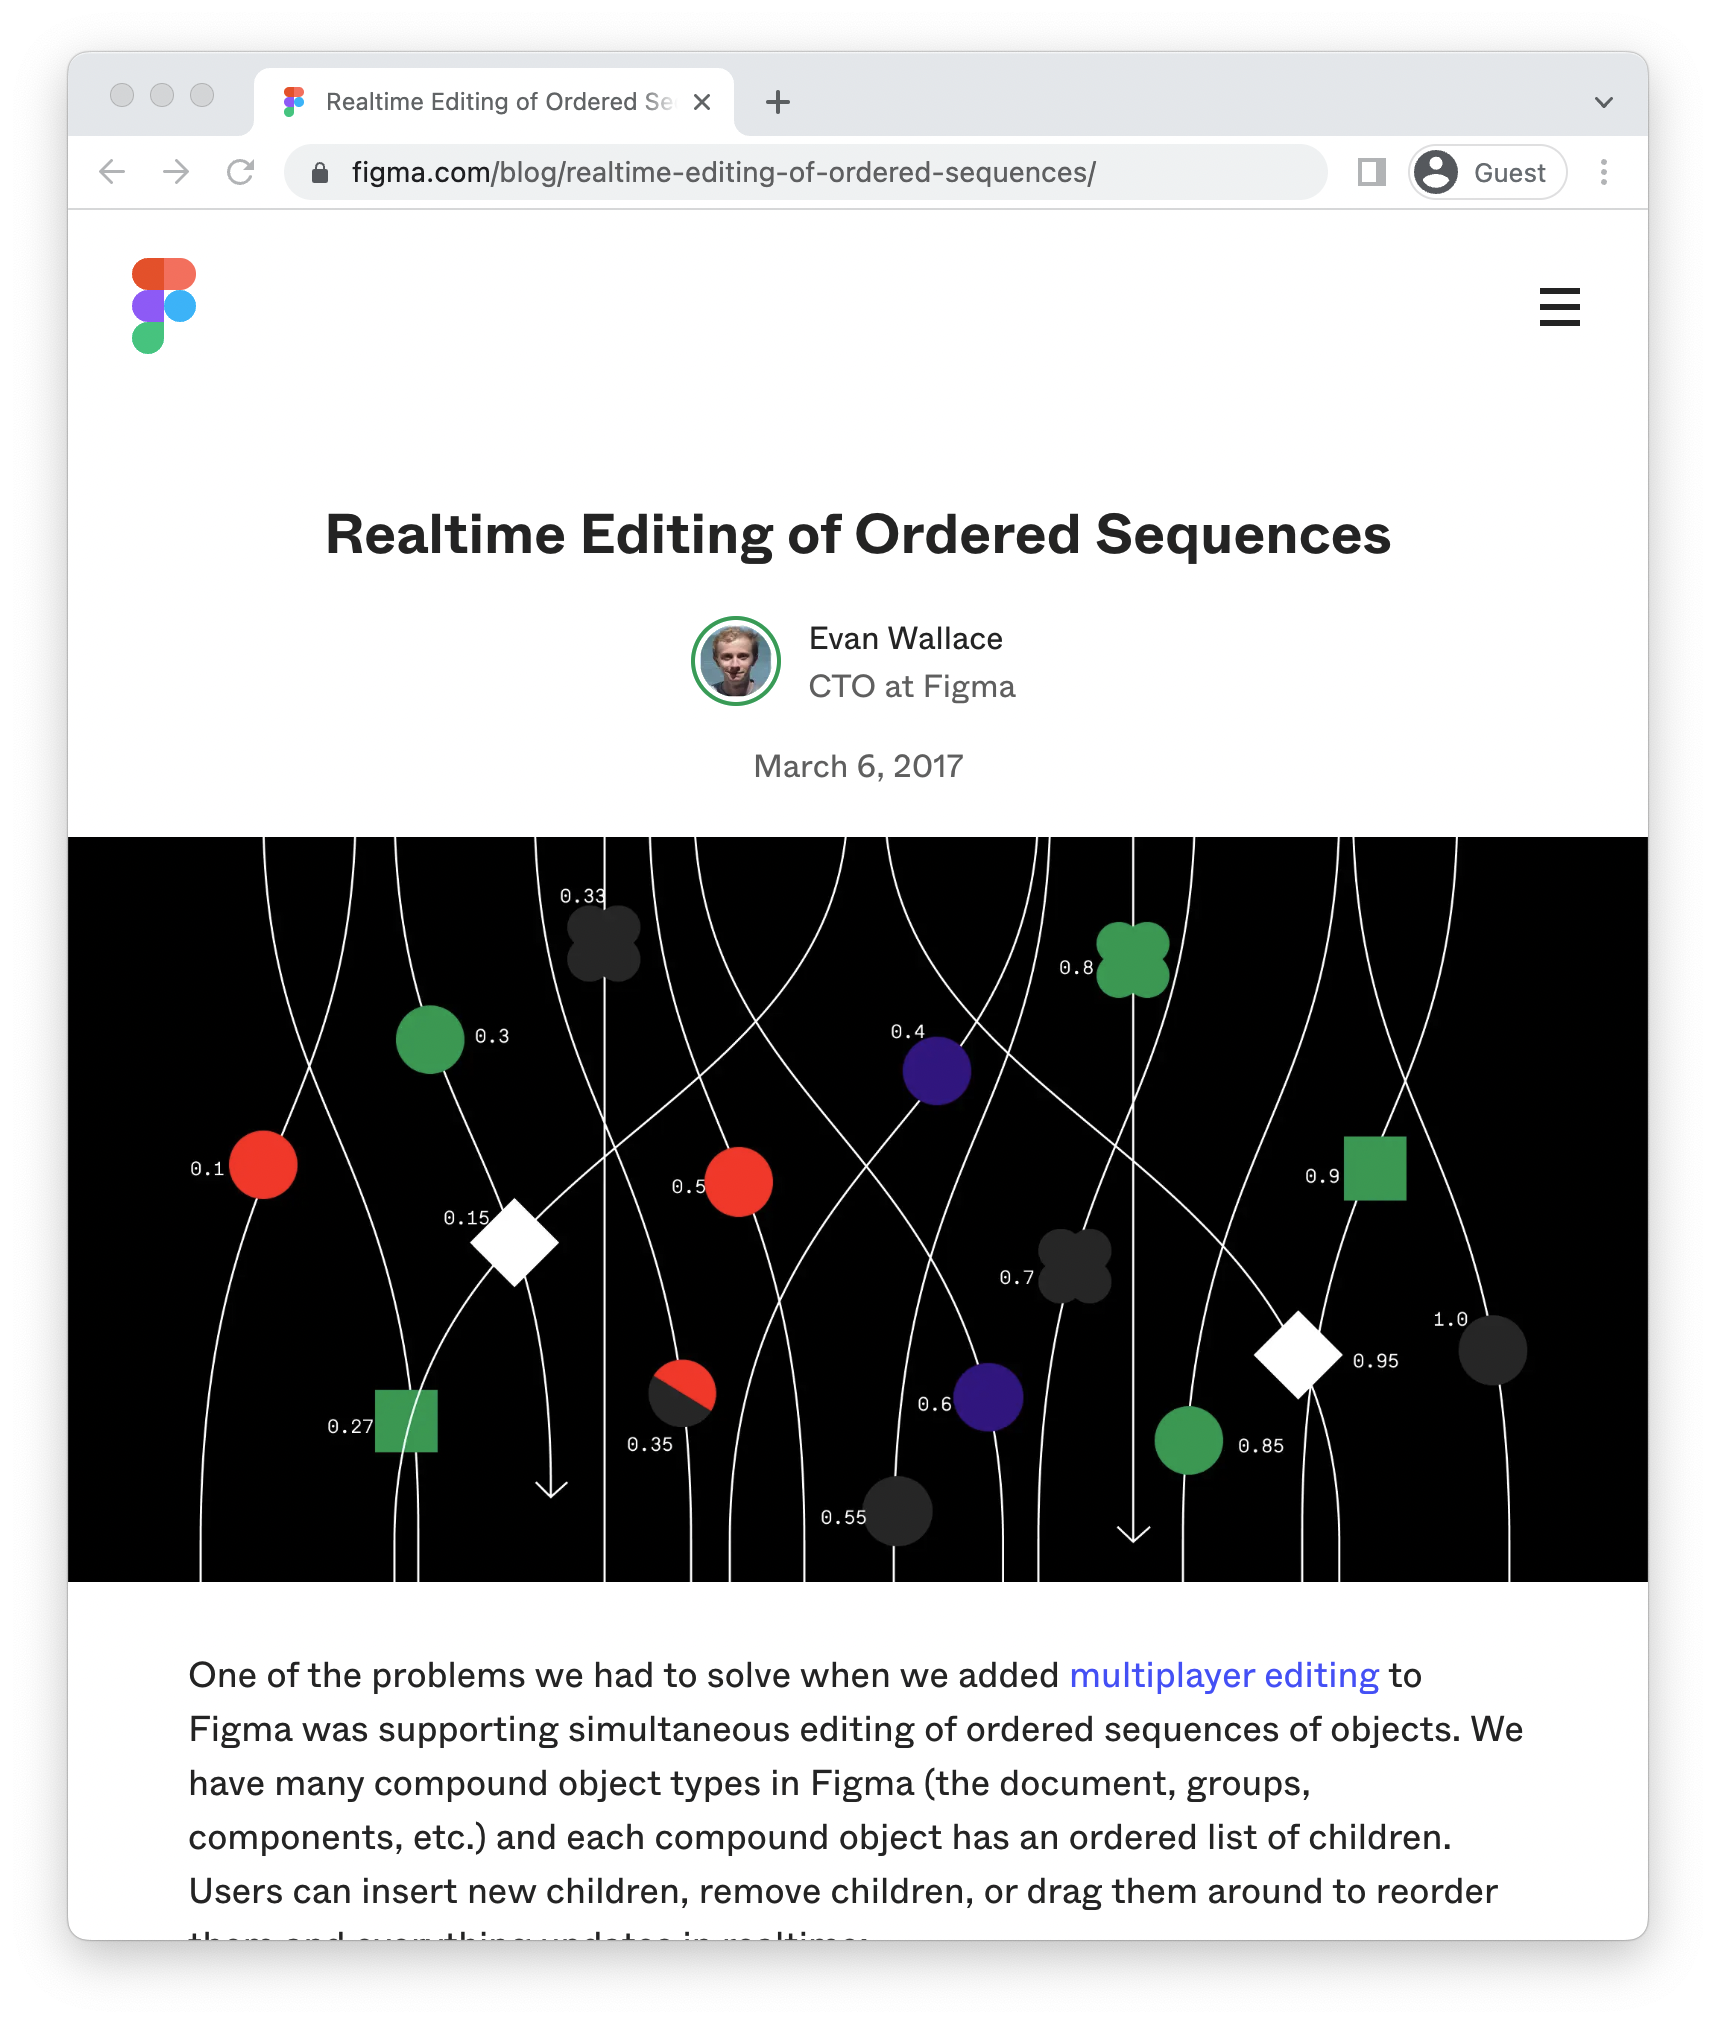 Realtime Editing of Ordered Se
figma.com/blog/realtime-editing-of-ordered-sequences/
Guest
Realtime Editing of Ordered Sequences
Evan Wallace
CTO at Figma
March 6, 2017
0.33
0.8
0.3
0.4
0.1
0.5
0.9
0.15
0.7
1.0
0.95
0.27
0.35
0.6
0.85
0.55
One of the problems we had to solve when we added multiplayer editing to
Figma was supporting simultaneous editing of ordered sequences of objects. We
have many compound object types in Figma (the document, groups,
components, etc.) and each compound object has an ordered list of children.
Users can insert new children, remove children, or drag them around to reorder
them and everything updates in realtime: